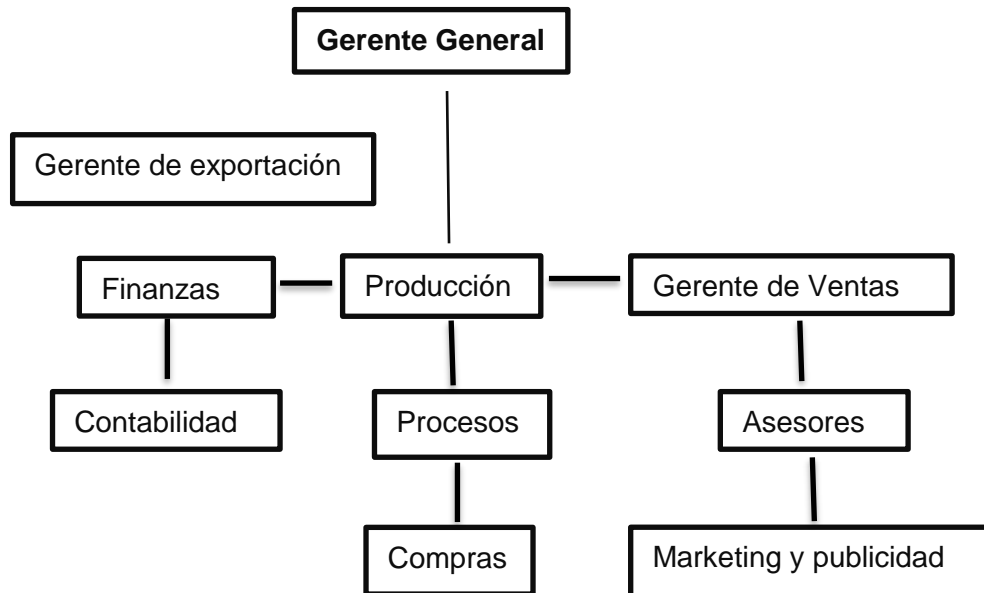 Gerente General
Gerente de exportación
Finanzas
Producción
Gerente de Ventas
Contabilidad
Procesos
Asesores
Compras
Marketing y publicidad